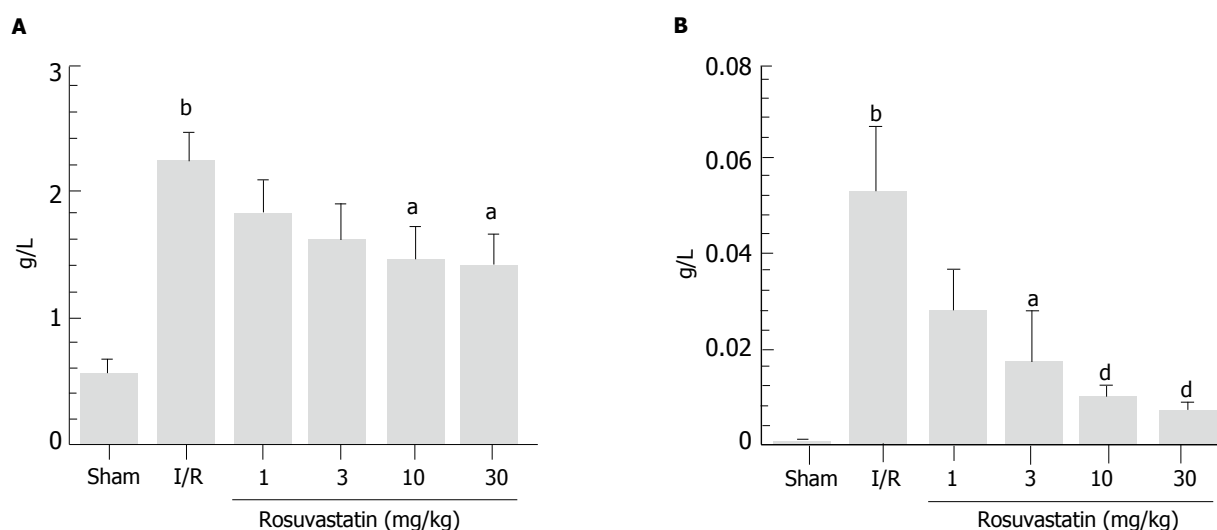 A
3
2
1
0
g/L
b
a
a
Sham
I/R
1
3
10
30
Rosuvastatin (mg/kg)
B
0.08
0.06
0.04
0.02
0
g/L
b
a
d
d
Sham
I/R
1
3
10
30
Rosuvastatin (mg/kg)